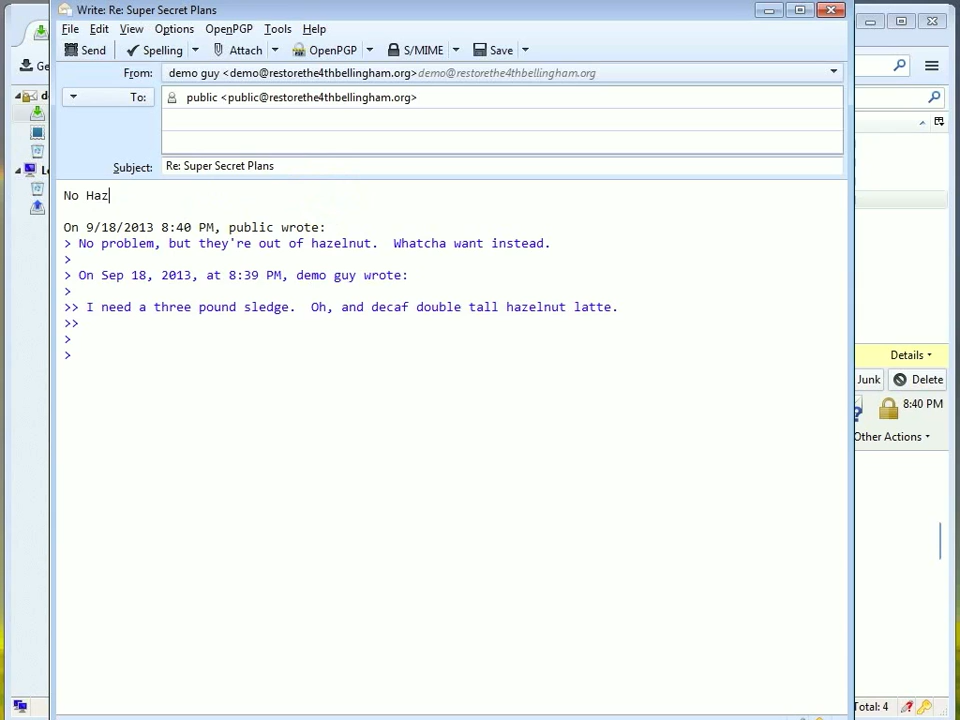 Write: Re: Super Secret Plans
File Edit View Options OpenPGP Tools Help
Send Spelling Attach OpenPGP S/MIME Save
From: demo guy <demo@restorethe4thbellingham.org> demo@restorethe4thbellingham.org
To: public <public@restorethe4thbellingham.org>
Subject: Re: Super Secret Plans
No Haz
On 9/18/2013 8:40 PM, public wrote:
> No problem, but they're out of hazelnut. Whatcha want instead.
>
> On Sep 18, 2013, at 8:39 PM, demo guy wrote:
>
>> I need a three pound sledge. Oh, and decaf double tall hazelnut latte.
>>
>
>
Ge
d
Lo
Details
Junk Delete
8:40 PM
Other Actions
Total: 4